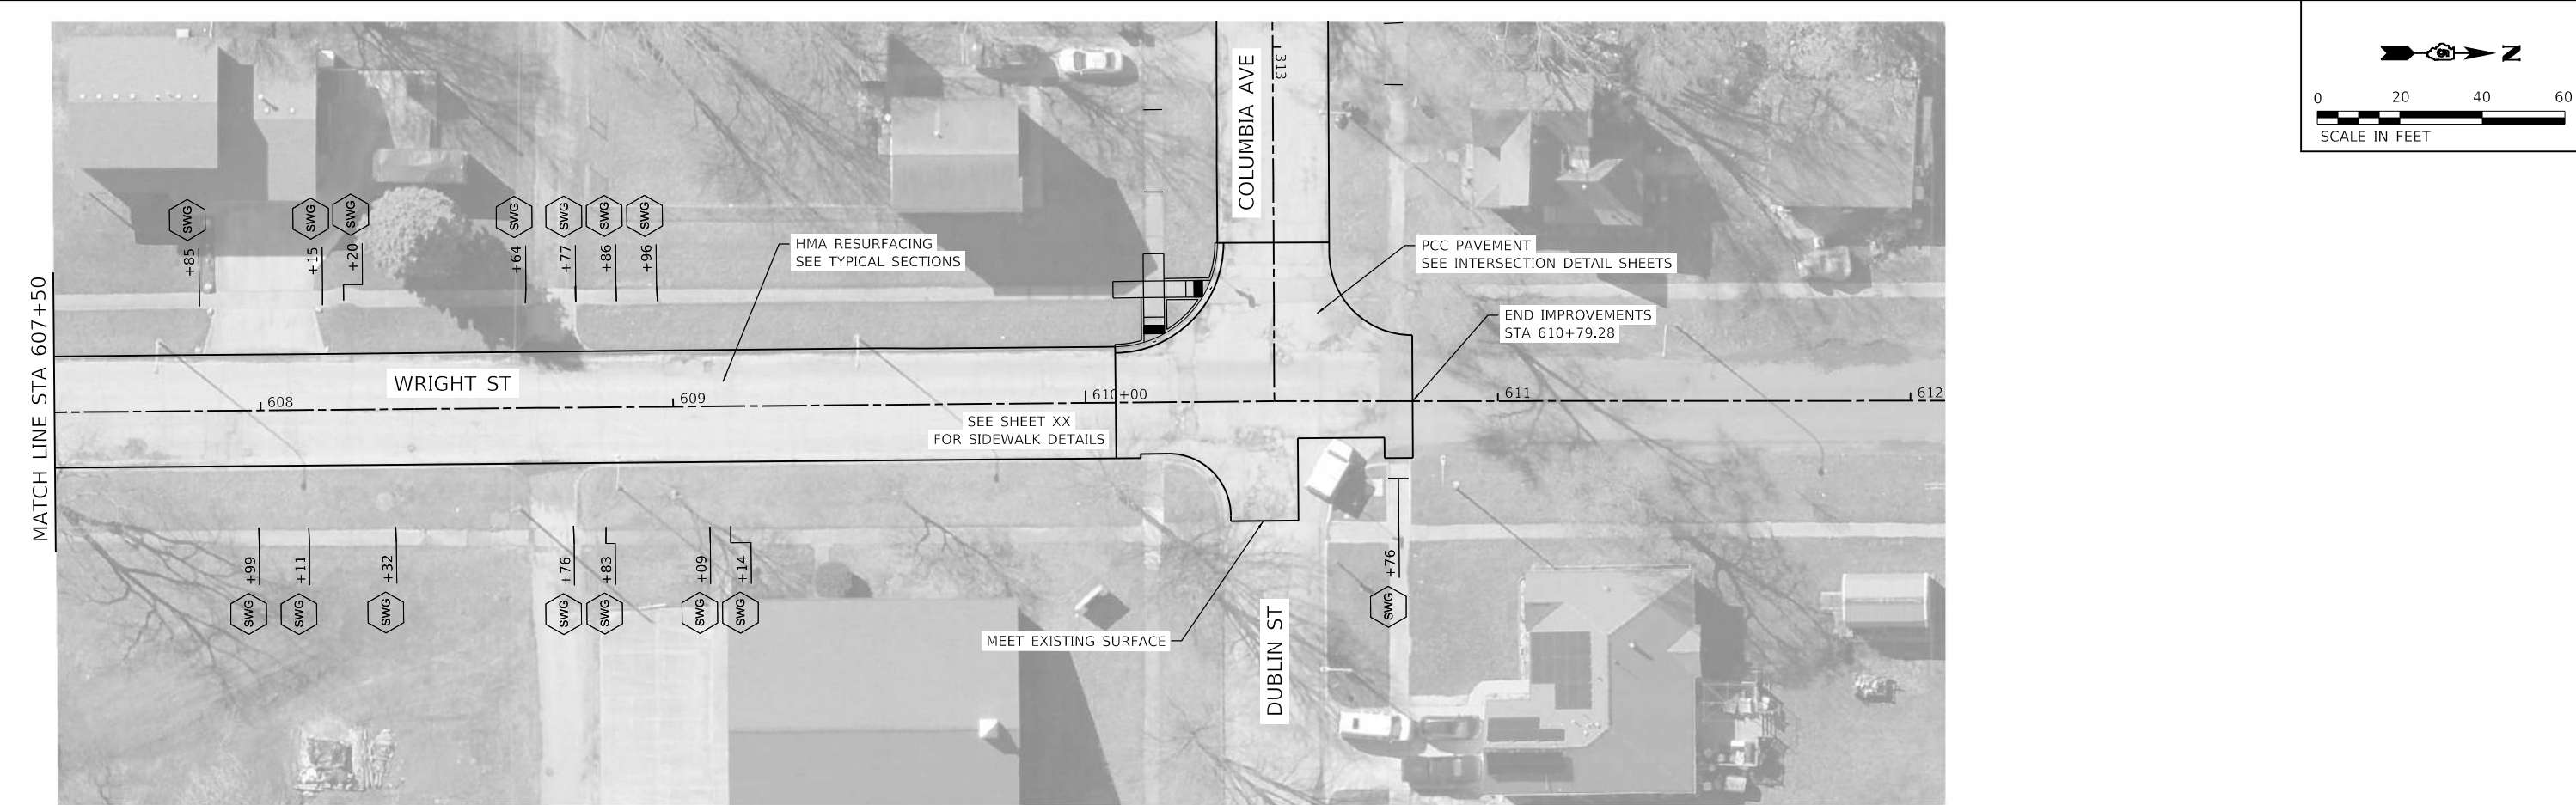 N
0 20 40 60
SCALE IN FEET
COLUMBIA AVE
313
SWG SWG SWG SWG SWG SWG SWG
+85 +15 +20 +64 +77 +86 +96
HMA RESURFACING
SEE TYPICAL SECTIONS
PCC PAVEMENT
SEE INTERSECTION DETAIL SHEETS
END IMPROVEMENTS
STA 610+79.28
MATCH LINE STA 607+50
WRIGHT ST
608 609 610+00 611 612
SEE SHEET XX
FOR SIDEWALK DETAILS
+99 +11 +32 +76 +83 +09 +14 +76
SWG SWG SWG SWG SWG SWG SWG SWG
MEET EXISTING SURFACE
DUBLIN ST